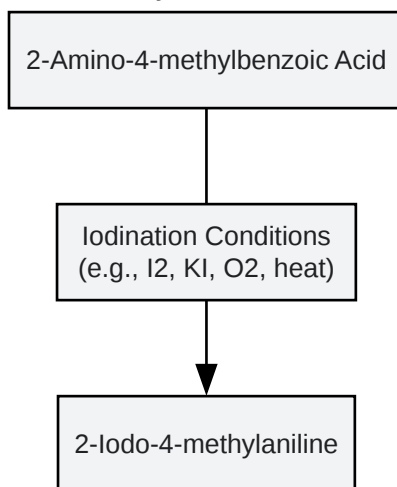 2-Amino-4-methylbenzoic Acid
Iodination Conditions
(e.g., I2, KI, O2, heat)
2-Iodo-4-methylaniline